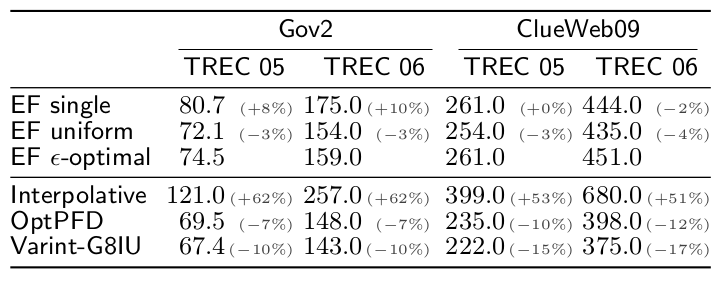 Gov2 ClueWeb09
TREC 05 TREC 06 TREC 05 TREC 06
EF single 80.7 (+8%) 175.0 (+10%) 261.0 (+0%) 444.0 (−2%)
EF uniform 72.1 (−3%) 154.0 (−3%) 254.0 (−3%) 435.0 (−4%)
EF ϵ-optimal 74.5 159.0 261.0 451.0
Interpolative 121.0 (+62%) 257.0 (+62%) 399.0 (+53%) 680.0 (+51%)
OptPFD 69.5 (−7%) 148.0 (−7%) 235.0 (−10%) 398.0 (−12%)
Varint-G8IU 67.4 (−10%) 143.0 (−10%) 222.0 (−15%) 375.0 (−17%)